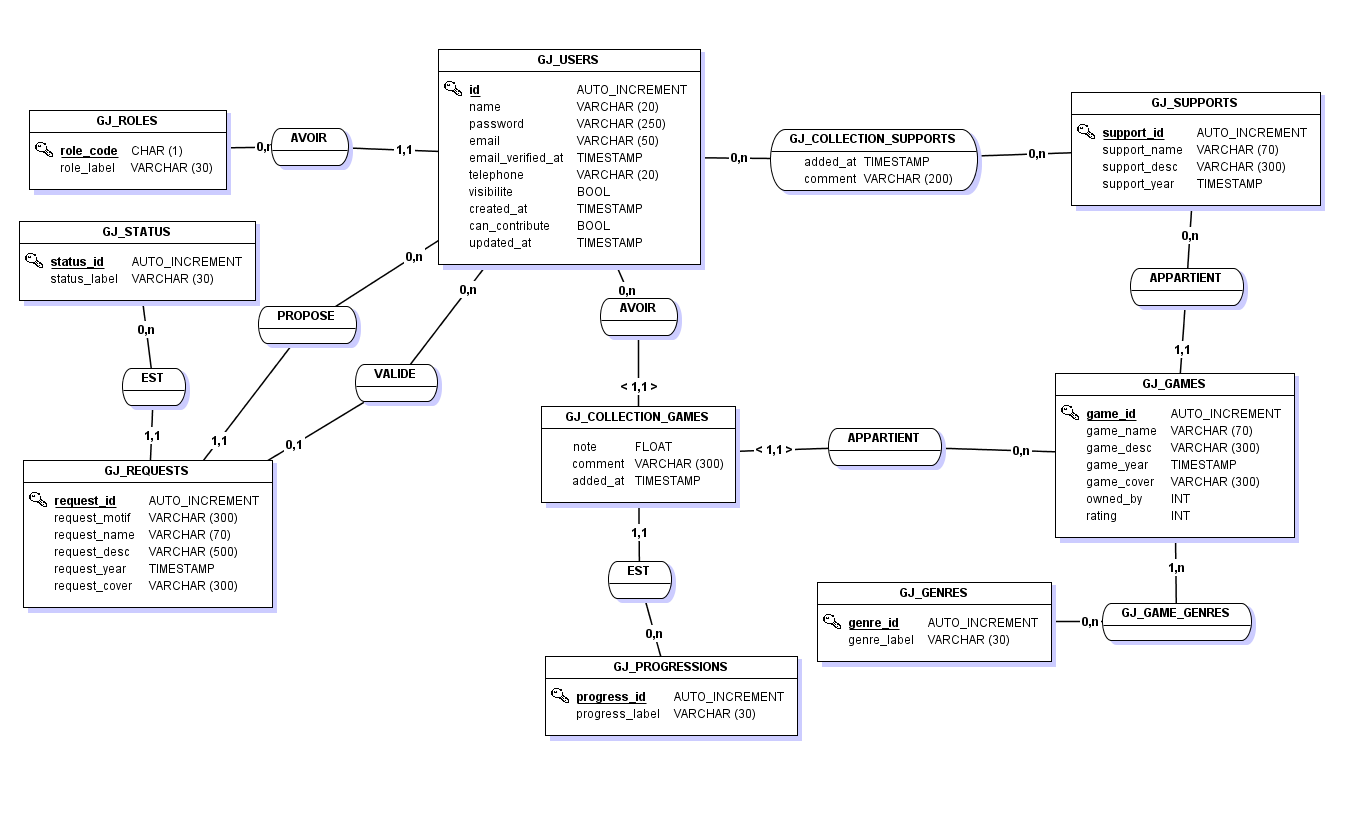 GJ_USERS
id AUTO_INCREMENT
name VARCHAR (20)
password VARCHAR (250)
email VARCHAR (50)
email_verified_at TIMESTAMP
telephone VARCHAR (20)
visibilite BOOL
created_at TIMESTAMP
can_contribute BOOL
updated_at TIMESTAMP
GJ_ROLES
role_code CHAR (1)
role_label VARCHAR (30)
0,n
AVOIR
1,1
0,n
GJ_COLLECTION_SUPPORTS
added_at TIMESTAMP
comment VARCHAR (200)
0,n
GJ_SUPPORTS
support_id AUTO_INCREMENT
support_name VARCHAR (70)
support_desc VARCHAR (300)
support_year TIMESTAMP
GJ_STATUS
status_id AUTO_INCREMENT
status_label VARCHAR (30)
0,n
EST
1,1
0,n
PROPOSE
1,1
0,n
VALIDE
0,1
0,n
AVOIR
< 1,1 >
0,n
APPARTIENT
1,1
GJ_REQUESTS
request_id AUTO_INCREMENT
request_motif VARCHAR (300)
request_name VARCHAR (70)
request_desc VARCHAR (500)
request_year TIMESTAMP
request_cover VARCHAR (300)
GJ_COLLECTION_GAMES
note FLOAT
comment VARCHAR (300)
added_at TIMESTAMP
< 1,1 >
APPARTIENT
0,n
GJ_GAMES
game_id AUTO_INCREMENT
game_name VARCHAR (70)
game_desc VARCHAR (300)
game_year TIMESTAMP
game_cover VARCHAR (300)
owned_by INT
rating INT
1,1
EST
0,n
1,n
GJ_GENRES
genre_id AUTO_INCREMENT
genre_label VARCHAR (30)
0,n
GJ_GAME_GENRES
GJ_PROGRESSIONS
progress_id AUTO_INCREMENT
progress_label VARCHAR (30)